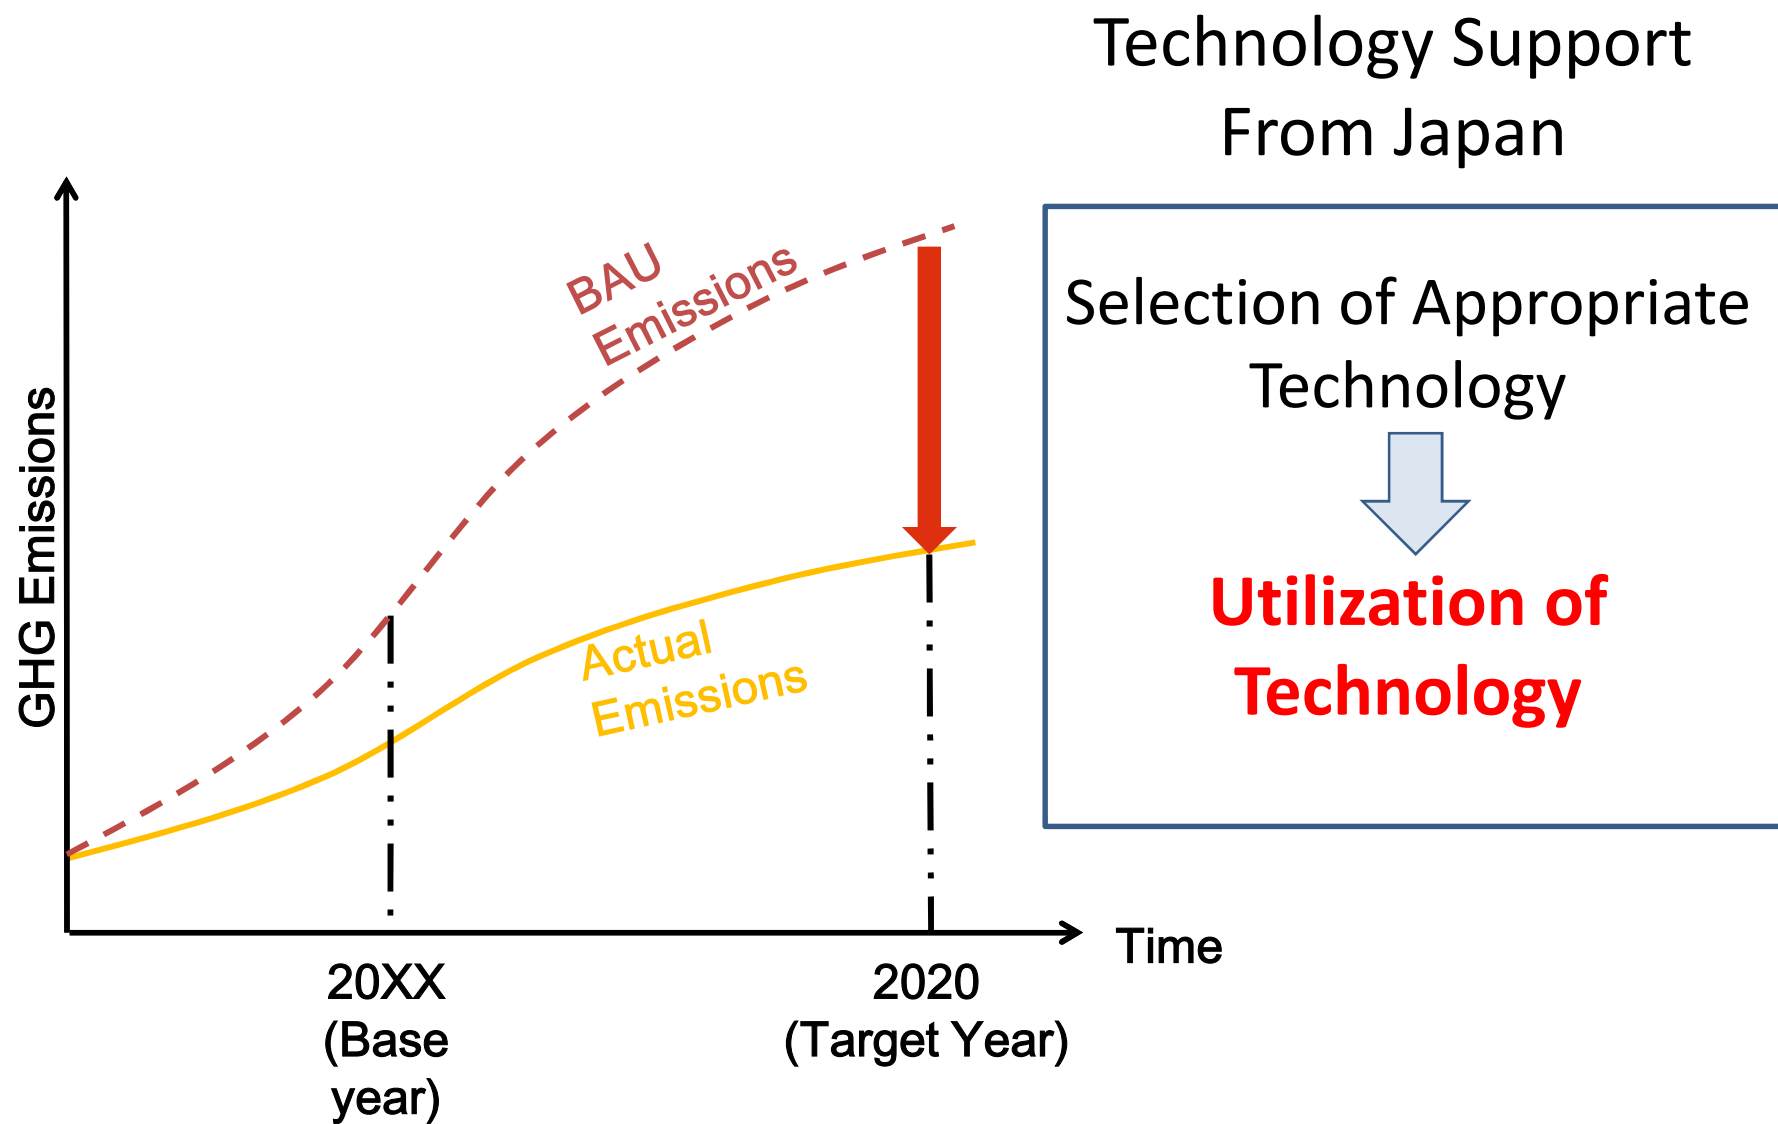 Technology Support
From Japan
BAU
Emissions
GHG Emissions
Actual
Emissions
Selection of Appropriate
Technology
Utilization of
Technology
Time
20XX
(Base
year)
2020
(Target Year)